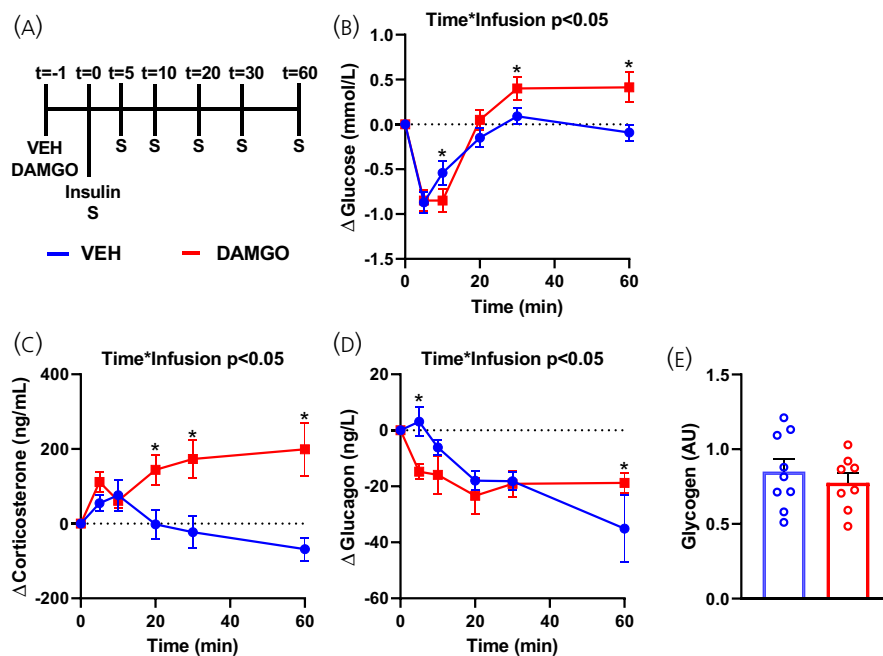 (A)
t=-1 t=0 t=5 t=10 t=20 t=30 t=60
VEH
DAMGO
S S S S S
Insulin
S
VEH DAMGO
(B)
Time*Infusion p<0.05
Δ Glucose (mmol/L)
1.0
0.5
0.0
-0.5
-1.0
-1.5
* * *
0 20 40 60
Time (min)
(C)
Time*Infusion p<0.05
ΔCorticosterone (ng/mL)
400
200
0
-200
* * *
0 20 40 60
Time (min)
(D)
Time*Infusion p<0.05
ΔGlucagon (ng/L)
20
0
-20
-40
-60
* *
0 20 40 60
Time (min)
(E)
Glycogen (AU)
1.5
1.0
0.5
0.0